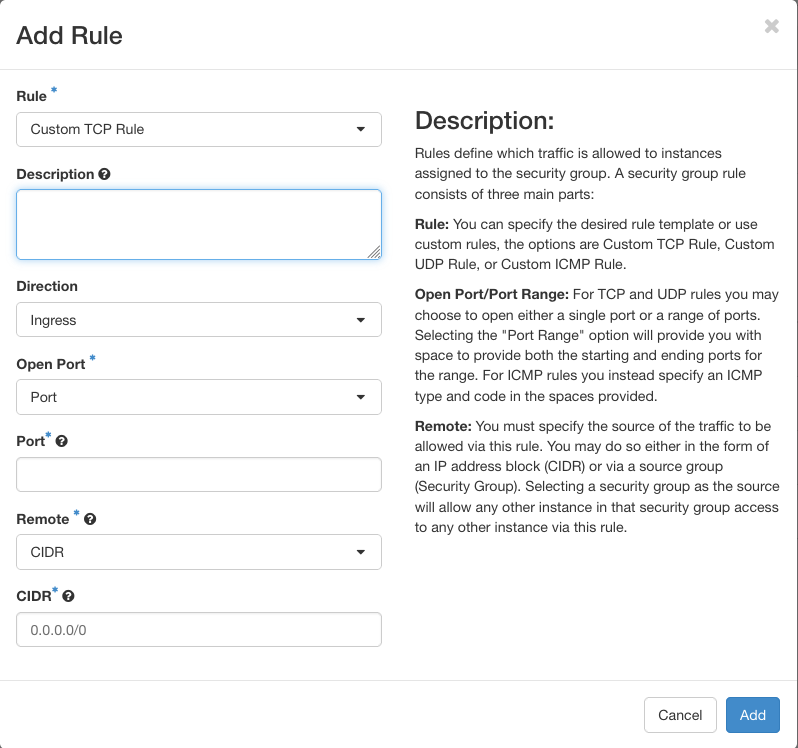 Add Rule
×
Rule *
Custom TCP Rule
Description ?
Direction
Ingress
Open Port *
Port
Port* ?
Remote * ?
CIDR
CIDR* ?
0.0.0.0/0
Description:
Rules define which traffic is allowed to instances
assigned to the security group. A security group rule
consists of three main parts:
Rule: You can specify the desired rule template or use
custom rules, the options are Custom TCP Rule, Custom
UDP Rule, or Custom ICMP Rule.
Open Port/Port Range: For TCP and UDP rules you may
choose to open either a single port or a range of ports.
Selecting the "Port Range" option will provide you with
space to provide both the starting and ending ports for
the range. For ICMP rules you instead specify an ICMP
type and code in the spaces provided.
Remote: You must specify the source of the traffic to be
allowed via this rule. You may do so either in the form of
an IP address block (CIDR) or via a source group
(Security Group). Selecting a security group as the source
will allow any other instance in that security group access
to any other instance via this rule.
Cancel
Add